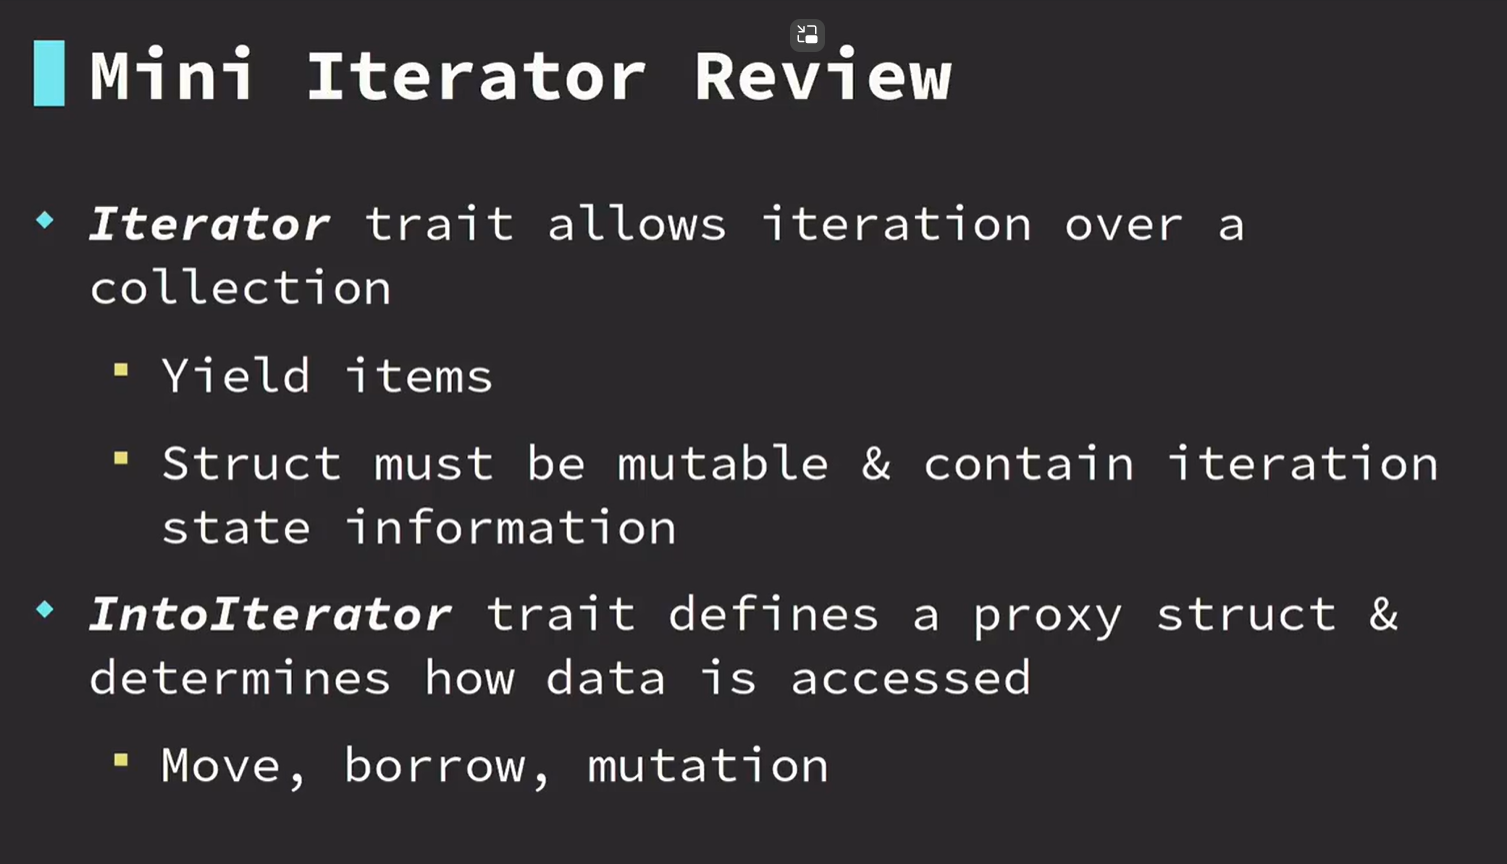 Mini Iterator Review
Iterator trait allows iteration over a
collection
Yield items
Struct must be mutable & contain iteration
state information
IntoIterator trait defines a proxy struct &
determines how data is accessed
Move, borrow, mutation